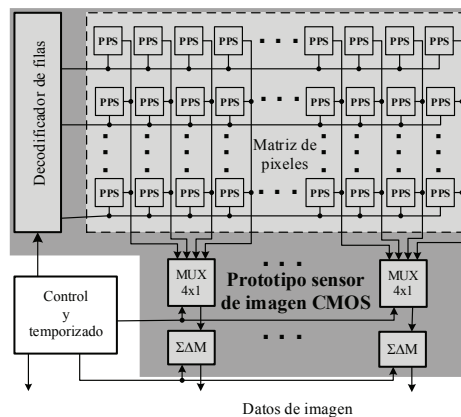 PPS PPS PPS PPS . . . PPS PPS PPS PPS
PPS PPS PPS PPS . . . PPS PPS PPS PPS
Decodificador de filas
Matriz de
pixeles
PPS PPS PPS PPS . . . PPS PPS PPS PPS
MUX
4x1
Prototipo sensor
de imagen CMOS
MUX
4x1
Control
y
temporizado
ΣΔM
ΣΔM
Datos de imagen